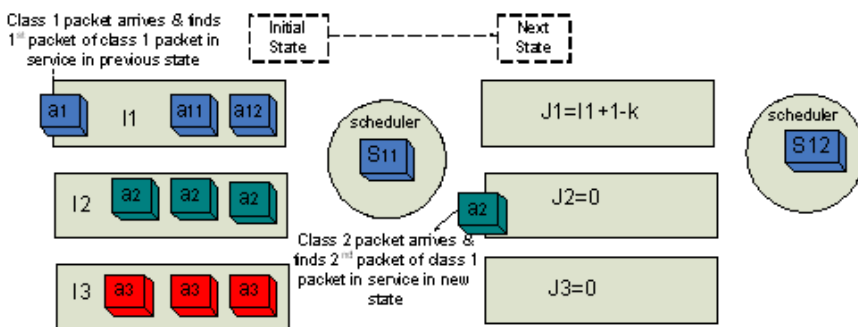 Class 1 packet arrives & finds
1st packet of class 1 packet in
service in previous state
Initial
State
Next
State
a1
I1
a11
a12
scheduler
S11
J1=I1+1-k
scheduler
S12
I2
a2
a2
a2
a2
J2=0
Class 2 packet arrives &
finds 2nd packet of class 1
packet in service in new
state
I3
a3
a3
a3
J3=0